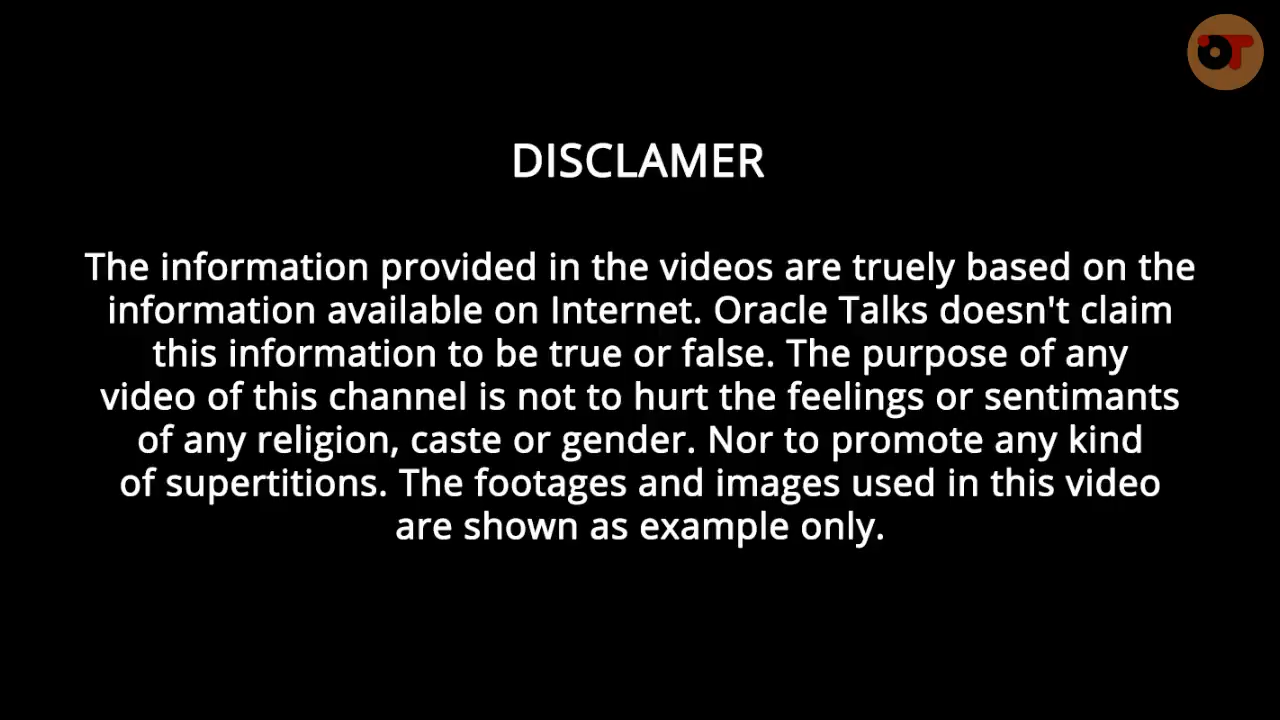 OT
DISCLAMER
The information provided in the videos are truely based on the
information available on Internet. Oracle Talks doesn't claim
this information to be true or false. The purpose of any
video of this channel is not to hurt the feelings or sentimants
of any religion, caste or gender. Nor to promote any kind
of supertitions. The footages and images used in this video
are shown as example only.